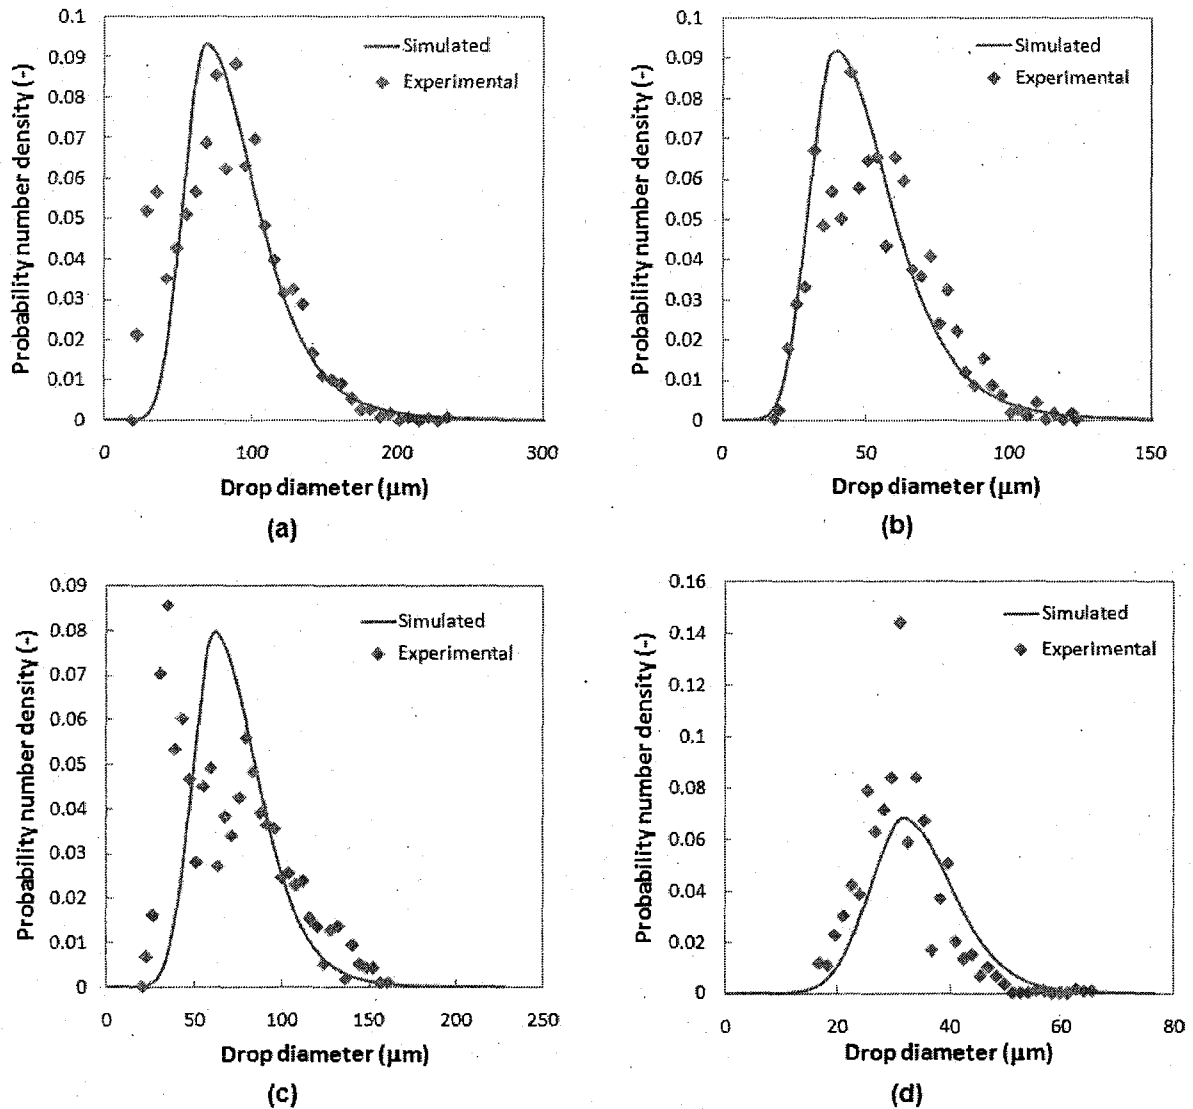 0.1
0.09
0.08
0.07
0.06
0.05
0.04
0.03
0.02
0.01
0
Probability number density (-)
Simulated
Experimental
0 100 200 300
Drop diameter (μm)
(a)
0.1
0.09
0.08
0.07
0.06
0.05
0.04
0.03
0.02
0.01
0
Probability number density (-)
Simulated
Experimental
0 50 100 150
Drop diameter (μm)
(b)
0.09
0.08
0.07
0.06
0.05
0.04
0.03
0.02
0.01
0
Probability number density (-)
Simulated
Experimental
0 50 100 150 200 250
Drop diameter (μm)
(c)
0.16
0.14
0.12
0.1
0.08
0.06
0.04
0.02
0
Probability number density (-)
Simulated
Experimental
0 20 40 60 80
Drop diameter (μm)
(d)